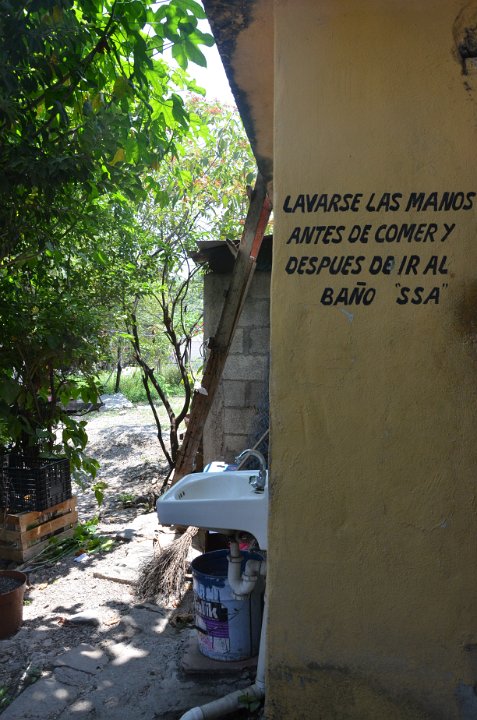 LAVARSE LAS MANOS
ANTES DE COMER Y
DESPUES DE IR AL
BAÑO "SSA"